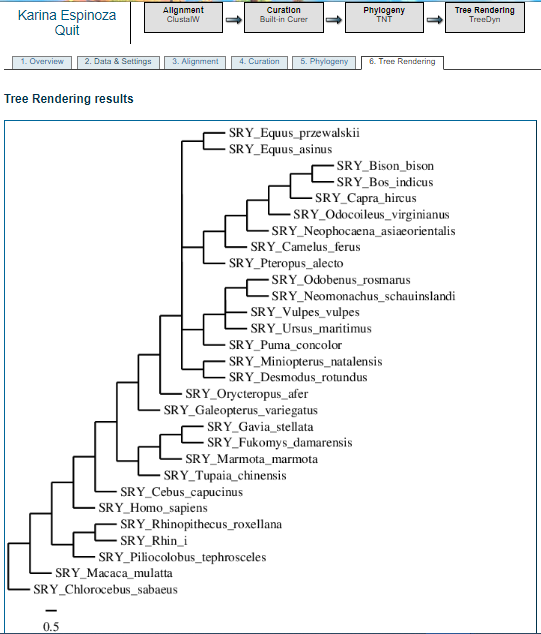 Karina Espinoza
Quit
Alignment
ClustalW
Curation
Built-in Curer
Phylogeny
TNT
Tree Rendering
TreeDyn
1. Overview
2. Data & Settings
3. Alignment
4. Curation
5. Phylogeny
6. Tree Rendering
Tree Rendering results
SRY_Equus_przewalskii
SRY_Equus_asinus
SRY_Bison_bison
SRY_Bos_indicus
SRY_Capra_hircus
SRY_Odocoileus_virginianus
SRY_Neophocaena_asiaeorientalis
SRY_Camelus_ferus
SRY_Pteropus_alecto
SRY_Odobenus_rosmarus
SRY_Neomonachus_schauinslandi
SRY_Vulpes_vulpes
SRY_Ursus_maritimus
SRY_Puma_concolor
SRY_Miniopterus_natalensis
SRY_Desmodus_rotundus
SRY_Orycteropus_afer
SRY_Galeopterus_variegatus
SRY_Gavia_stellata
SRY_Fukomys_damarensis
SRY_Marmota_marmota
SRY_Tupaia_chinensis
SRY_Cebus_capucinus
SRY_Homo_sapiens
SRY_Rhinopithecus_roxellana
SRY_Rhin_i
SRY_Piliocolobus_tephrosceles
SRY_Macaca_mulatta
SRY_Chlorocebus_sabaeus
0.5